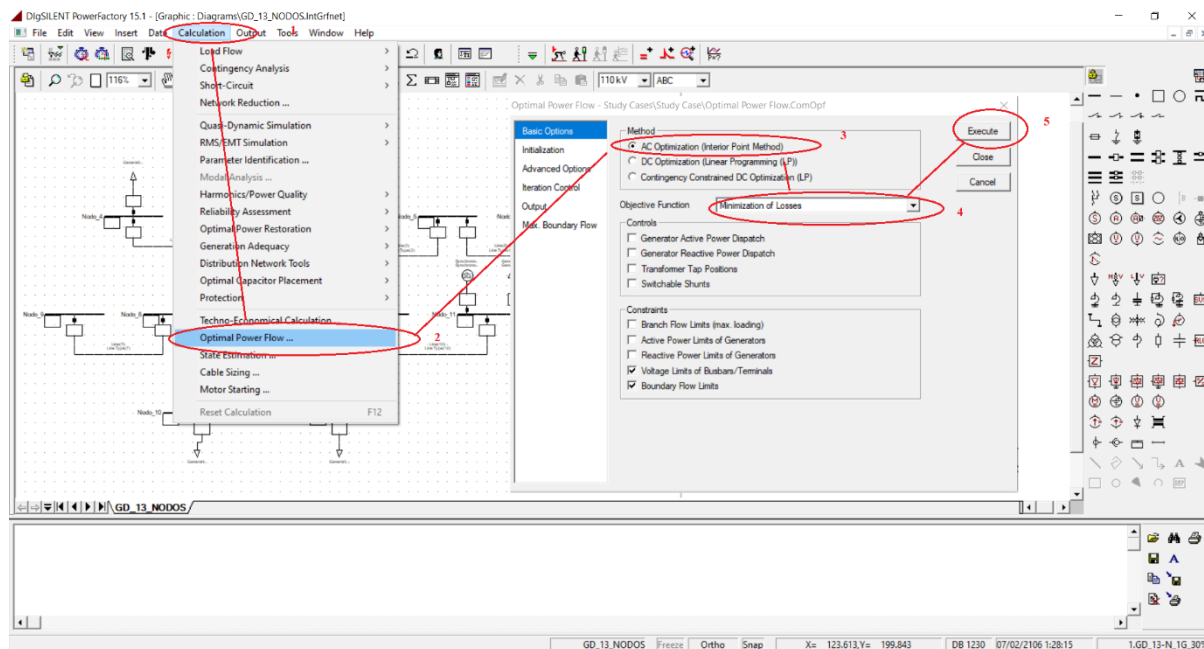 DIgSILENT PowerFactory 15.1 - [Graphic : Diagrams\GD_13_NODOS.IntGrfnet]
File Edit View Insert Data Calculation Output Tools Window Help
1
116%
110 kV
ABC
Load Flow
Contingency Analysis
Short-Circuit
Network Reduction ...
Quasi-Dynamic Simulation
RMS/EMT Simulation
Parameter Identification ...
Modal Analysis ...
Harmonics/Power Quality
Reliability Assessment
Optimal Power Restoration
Generation Adequacy
Distribution Network Tools
Optimal Capacitor Placement
Protection
Techno-Economical Calculation...
Optimal Power Flow ...
State Estimation ...
Cable Sizing ...
Motor Starting ...
Reset Calculation F12
2
Optimal Power Flow - Study Cases\Study Case\Optimal Power Flow.ComOpf
Basic Options
Initialization
Advanced Options
Iteration Control
Output
Max. Boundary Flow
Method
AC Optimization (Interior Point Method)
DC Optimization (Linear Programming (LP))
Contingency Constrained DC Optimization (LP)
3
Objective Function
Minimization of Losses
4
Controls
Generator Active Power Dispatch
Generator Reactive Power Dispatch
Transformer Tap Positions
Switchable Shunts
Constraints
Branch Flow Limits (max. loading)
Active Power Limits of Generators
Reactive Power Limits of Generators
Voltage Limits of Busbars/Terminals
Boundary Flow Limits
Execute
Close
Cancel
5
Nodo_4
Nodo_5
Nodo_9
Nodo_8
Nodo_11
Nodo_10
GD_13_NODOS
GD_13_NODOS Freeze Ortho Snap X= 123.613,Y= 199.843 DB 1230 07/02/2106 1:28:15 1.GD_13-N_1G_30%